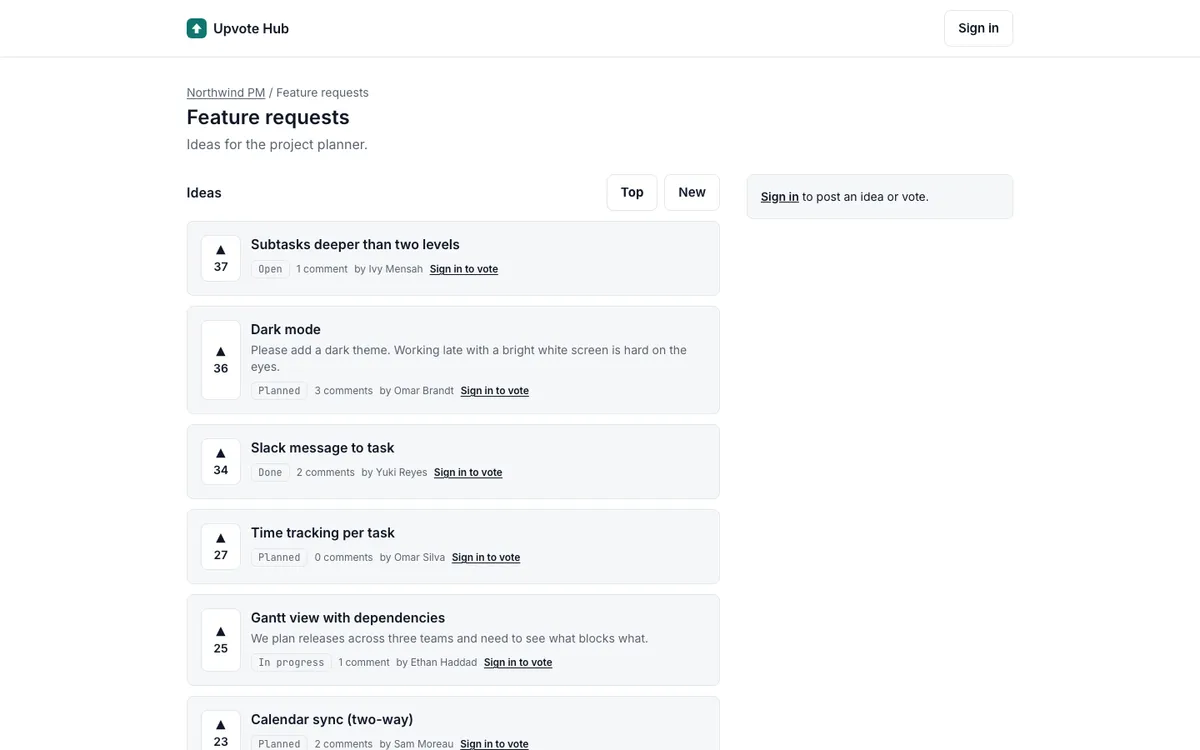 Upvote Hub
Sign in
Northwind PM / Feature requests
Feature requests
Ideas for the project planner.
Ideas
Top
New
Sign in to post an idea or vote.
▲
37
Subtasks deeper than two levels
Open 1 comment by Ivy Mensah Sign in to vote
▲
36
Dark mode
Please add a dark theme. Working late with a bright white screen is hard on the
eyes.
Planned 3 comments by Omar Brandt Sign in to vote
▲
34
Slack message to task
Done 2 comments by Yuki Reyes Sign in to vote
▲
27
Time tracking per task
Planned 0 comments by Omar Silva Sign in to vote
▲
25
Gantt view with dependencies
We plan releases across three teams and need to see what blocks what.
In progress 1 comment by Ethan Haddad Sign in to vote
▲
23
Calendar sync (two-way)
Planned 2 comments by Sam Moreau Sign in to vote